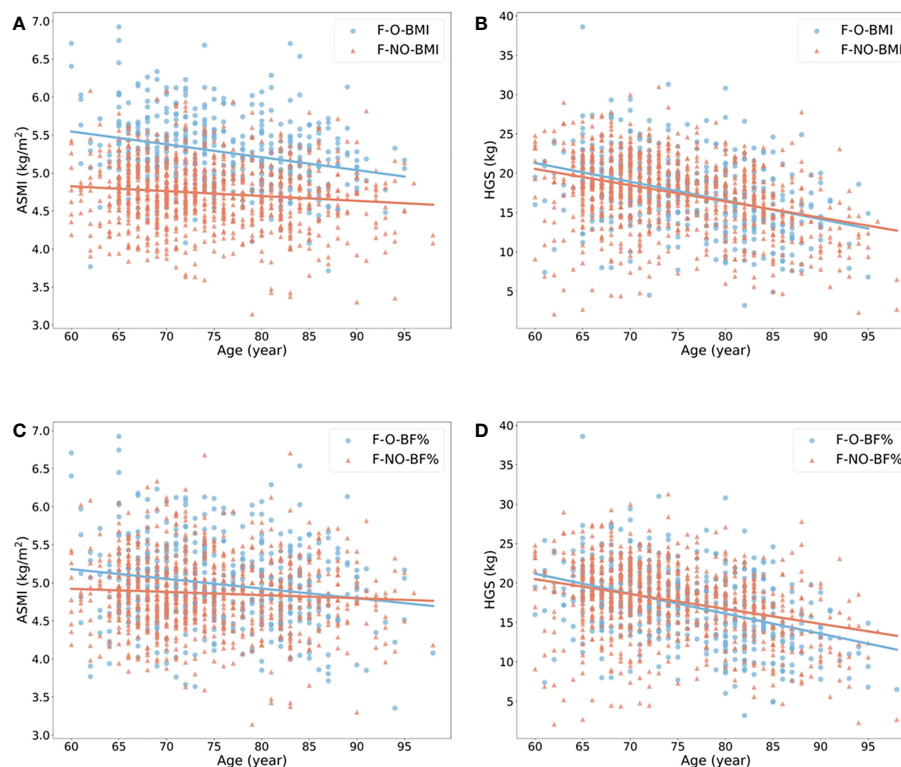 A
F-O-BMI
F-NO-BMI
ASMI (kg/m²)
7.0
6.5
6.0
5.5
5.0
4.5
4.0
3.5
3.0
60 65 70 75 80 85 90 95
Age (year)
B
F-O-BMI
F-NO-BMI
HGS (kg)
40
35
30
25
20
15
10
5
60 65 70 75 80 85 90 95
Age (year)
C
F-O-BF%
F-NO-BF%
ASMI (kg/m²)
7.0
6.5
6.0
5.5
5.0
4.5
4.0
3.5
3.0
60 65 70 75 80 85 90 95
Age (year)
D
F-O-BF%
F-NO-BF%
HGS (kg)
40
35
30
25
20
15
10
5
60 65 70 75 80 85 90 95
Age (year)